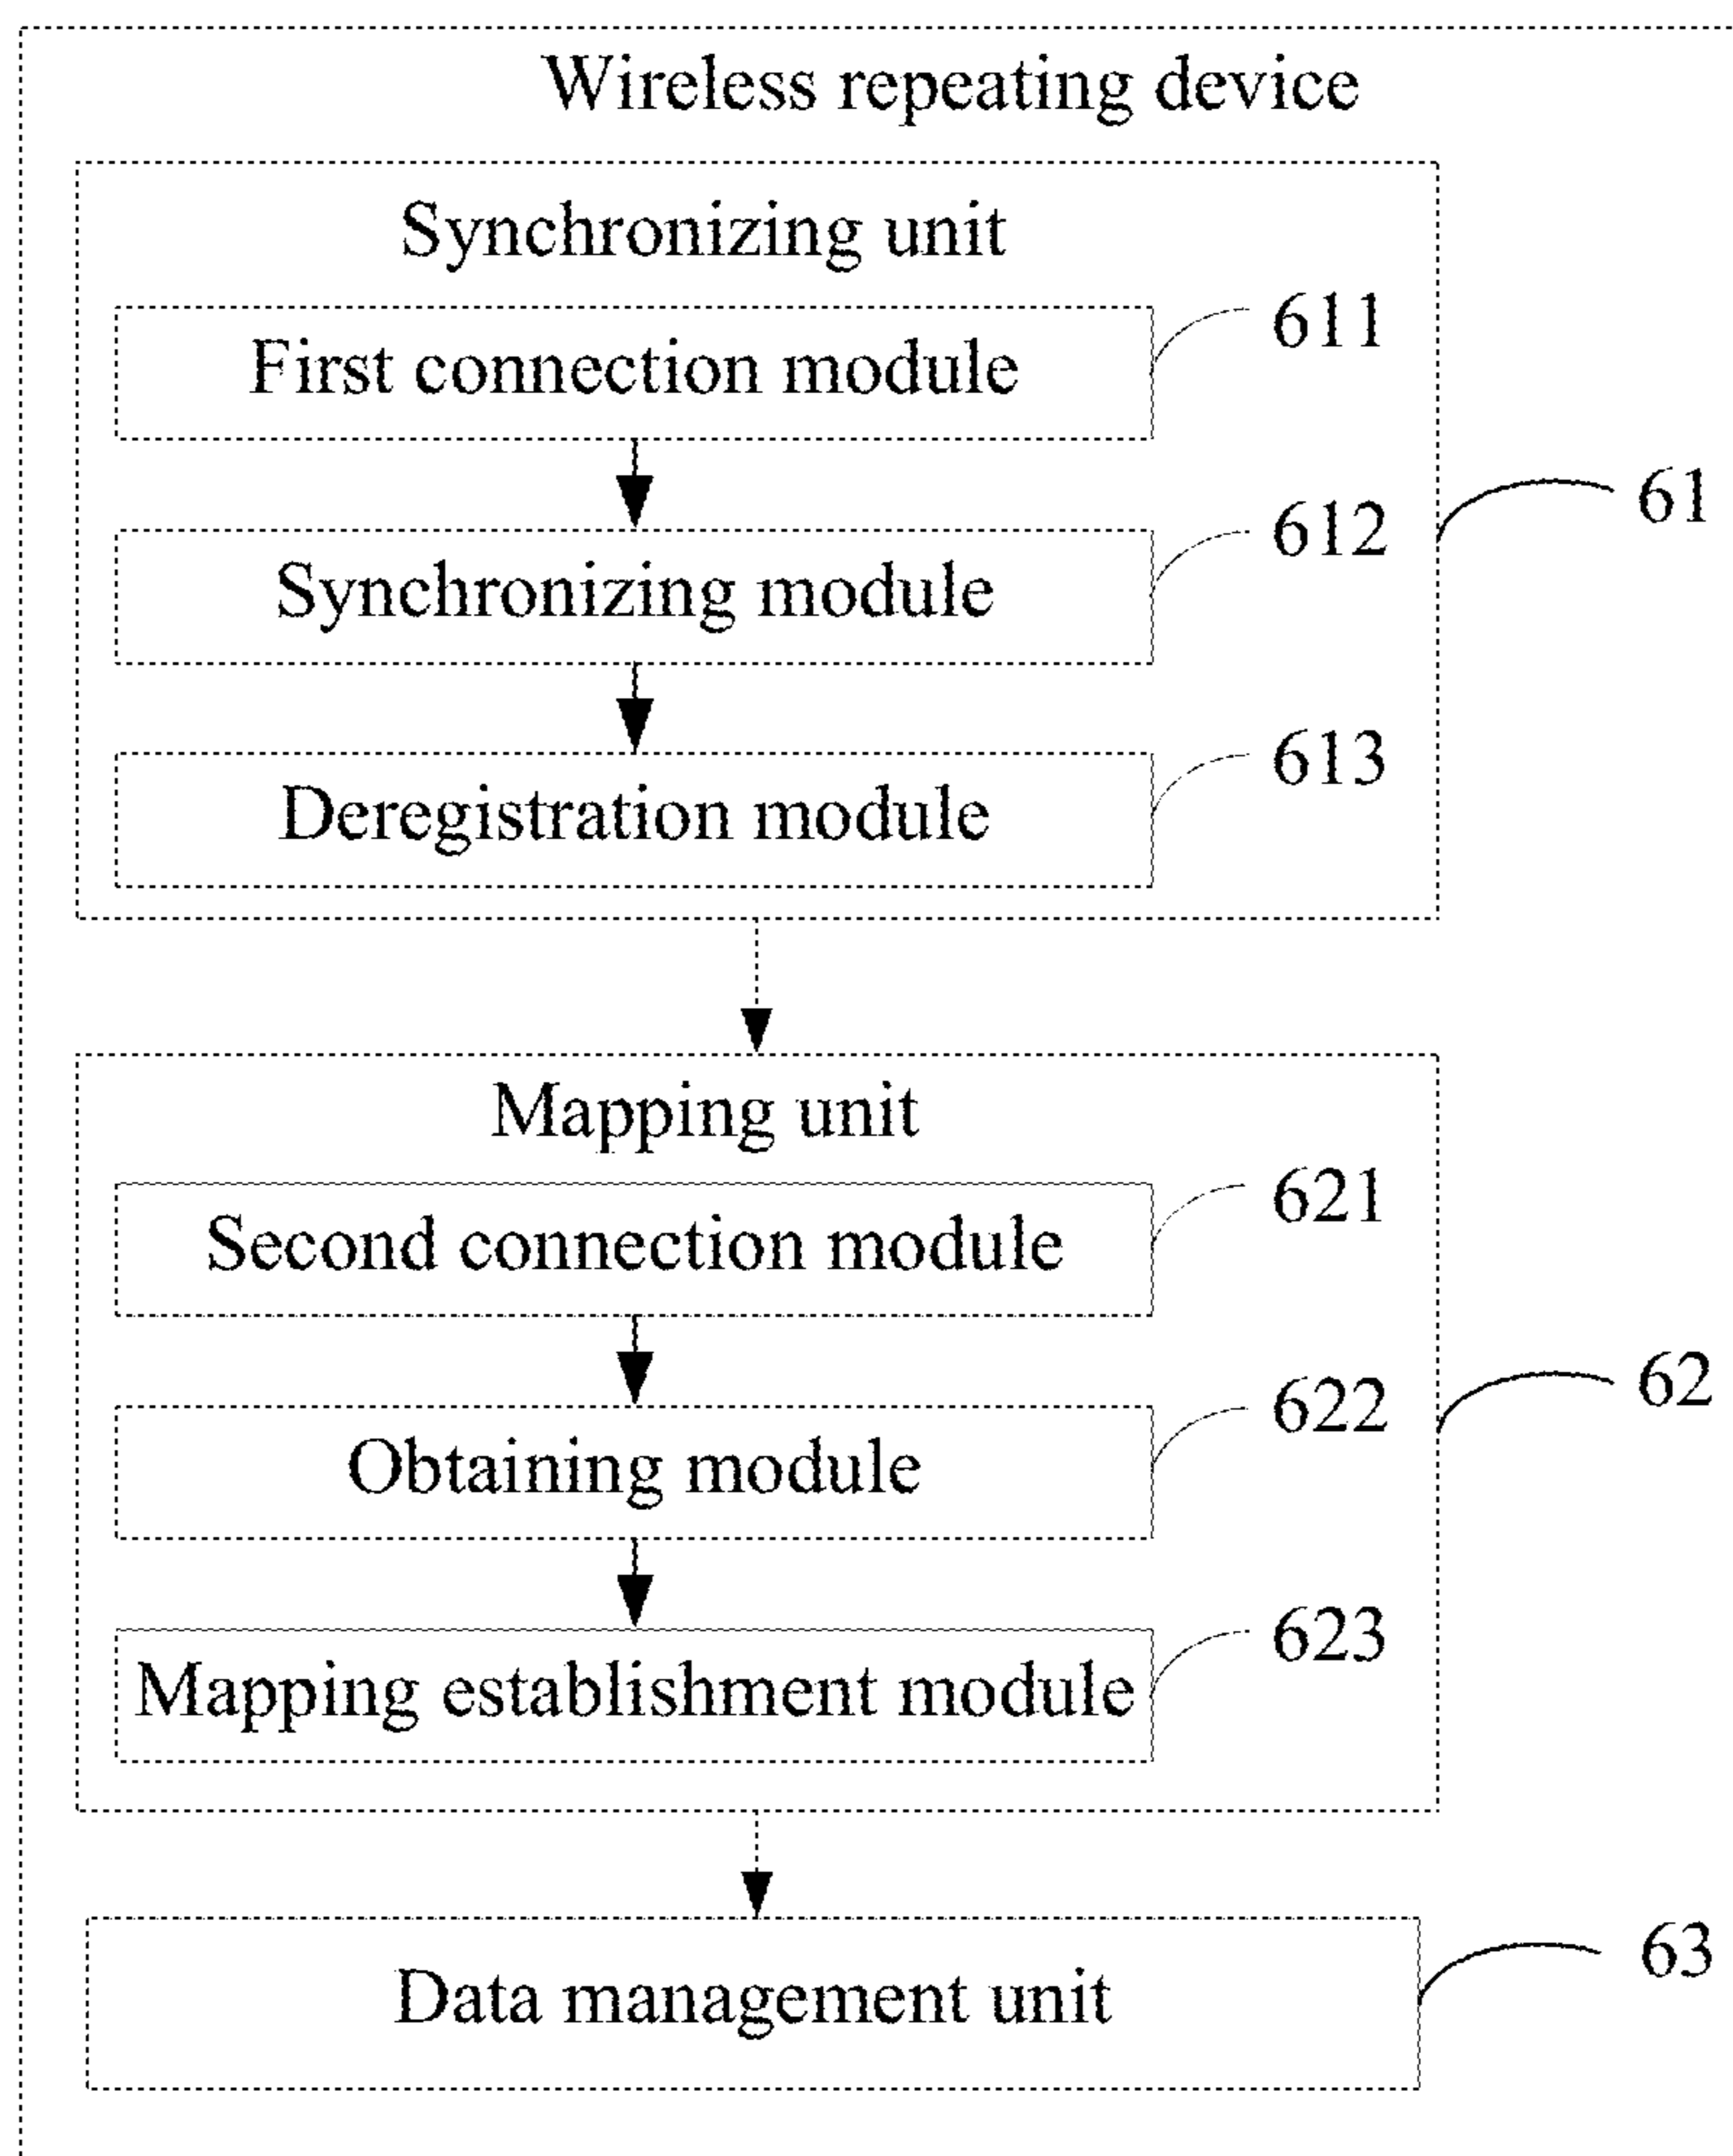 Wireless repeating device
Synchronizing unit
First connection module
611
Synchronizing module
612
61
Deregistration module
613
Mapping unit
Second connection module
621
Obtaining module
622
62
Mapping establishment module
623
Data management unit
63